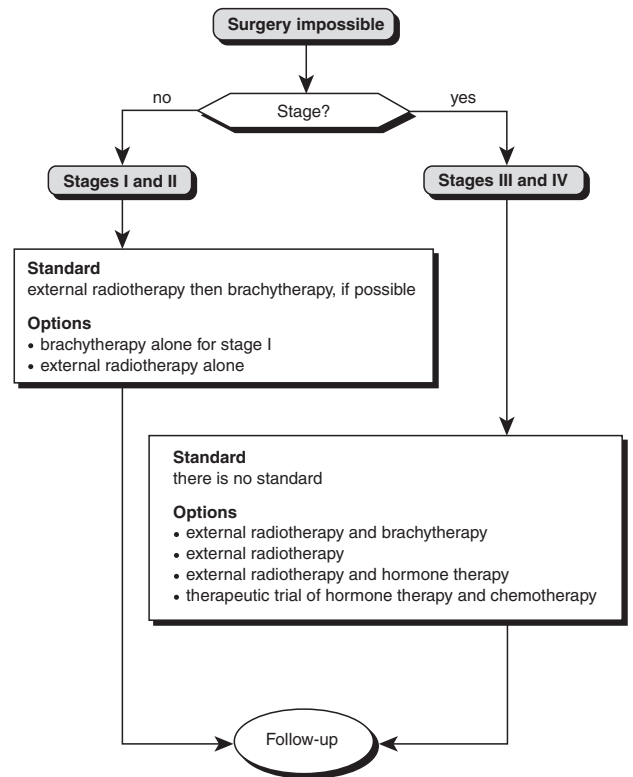 Surgery impossible
no
Stage?
yes
Stages I and II
Stages III and IV
Standard
external radiotherapy then brachytherapy, if possible
Options
• brachytherapy alone for stage I
• external radiotherapy alone
Standard
there is no standard
Options
• external radiotherapy and brachytherapy
• external radiotherapy
• external radiotherapy and hormone therapy
• therapeutic trial of hormone therapy and chemotherapy
Follow-up